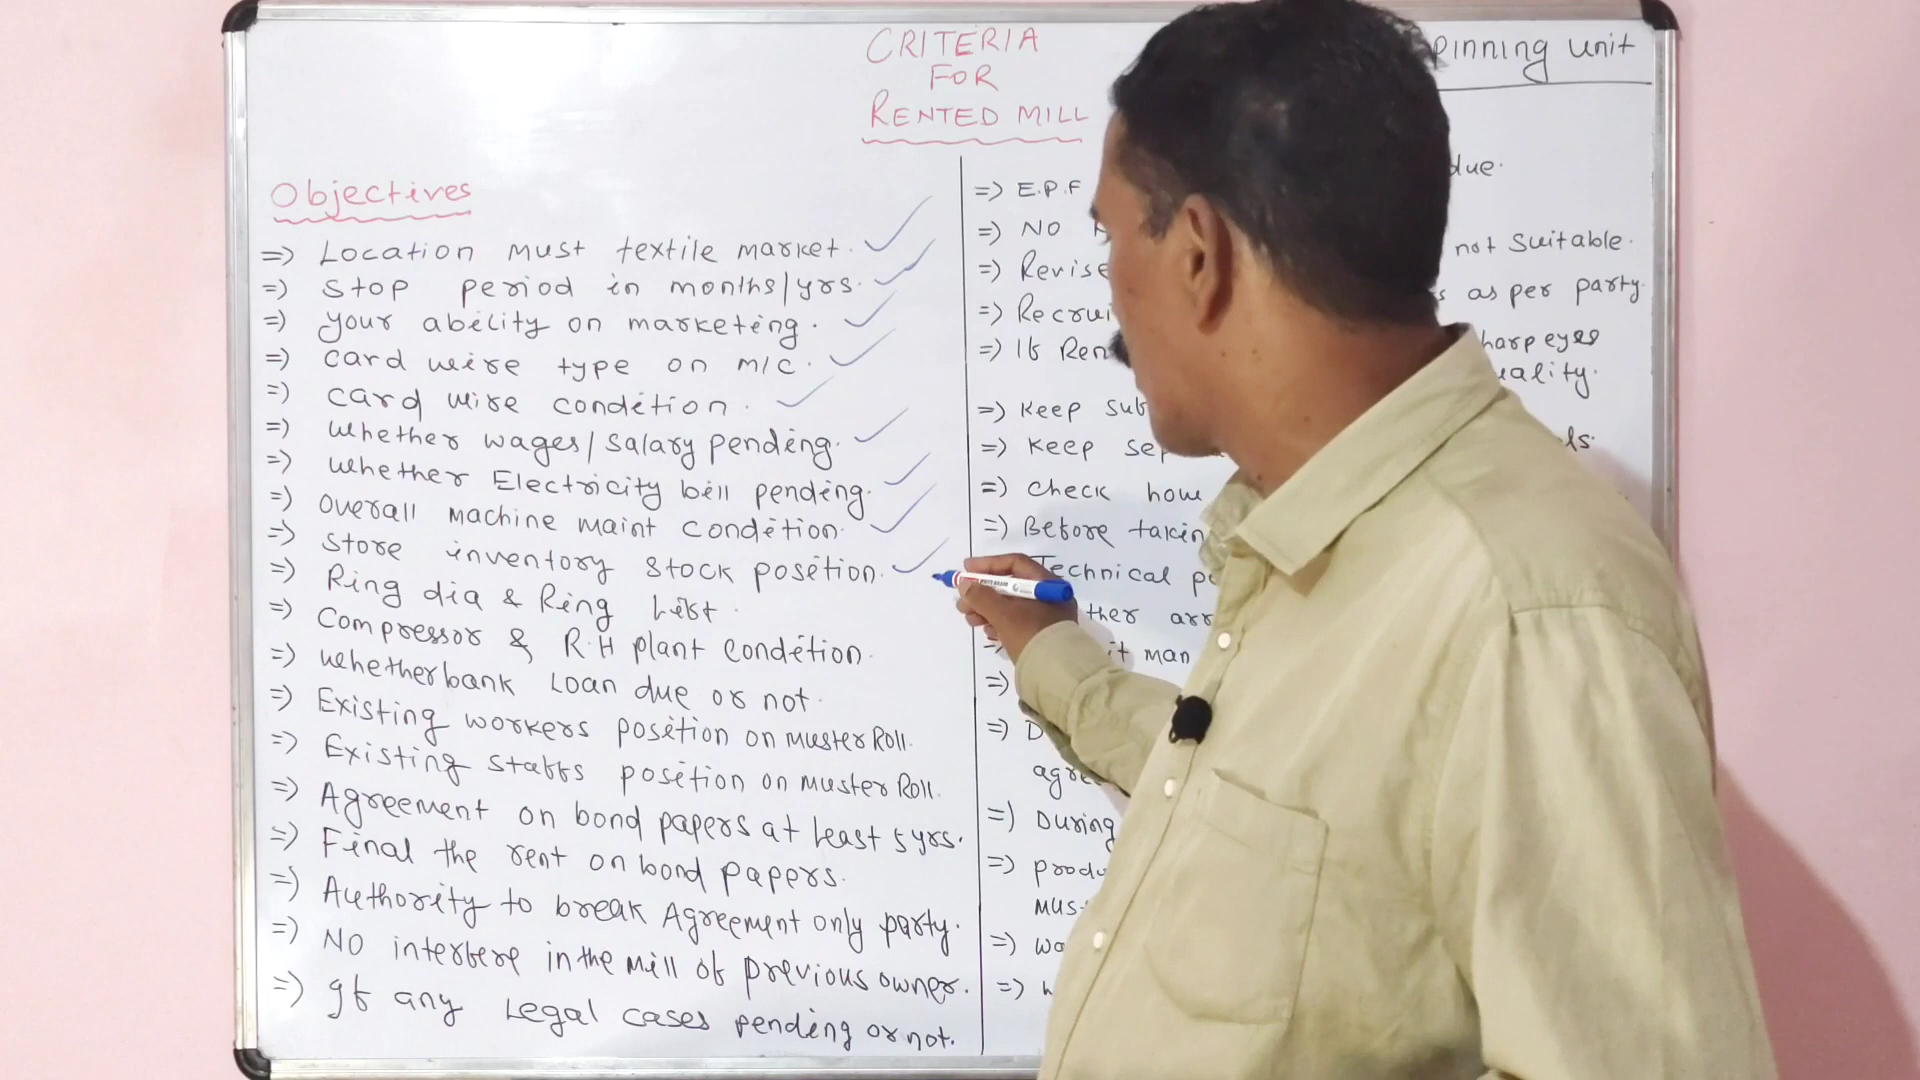 CRITERIA
FOR
RENTED MILL
pinning unit
Objectives
=> Location must textile market.
=> Stop period in months/yrs.
=> your ability on marketing.
=> card wire type on m/c.
=> card wire condition.
=> whether wages/salary pending.
=> whether Electricity bill pending.
=> overall machine maint condition.
=> Store inventory stock position.
=> Ring dia & Ring list.
=> Compressor & R.H plant condition.
=> whether bank Loan due or not.
=> Existing workers position on muster Roll.
=> Existing staffs position on muster Roll.
=> Agreement on bond papers at least 5 yrs.
=> Final the rent on bond papers.
=> Authority to break Agreement only party.
=> NO interfere in the mill of previous owner.
=> If any Legal cases pending or not.
=> E.P.F due.
=> NO not Suitable.
=> Revise as per party.
=> Recrui
=> If Ren harp eyes
uality.
=> Keep sub
=> Keep sep ls.
=> check how
=> Before takin
Technical pe
ther arr
it man
=>
=> D
agre
=> During
=> produ
mus
=> wo
=>